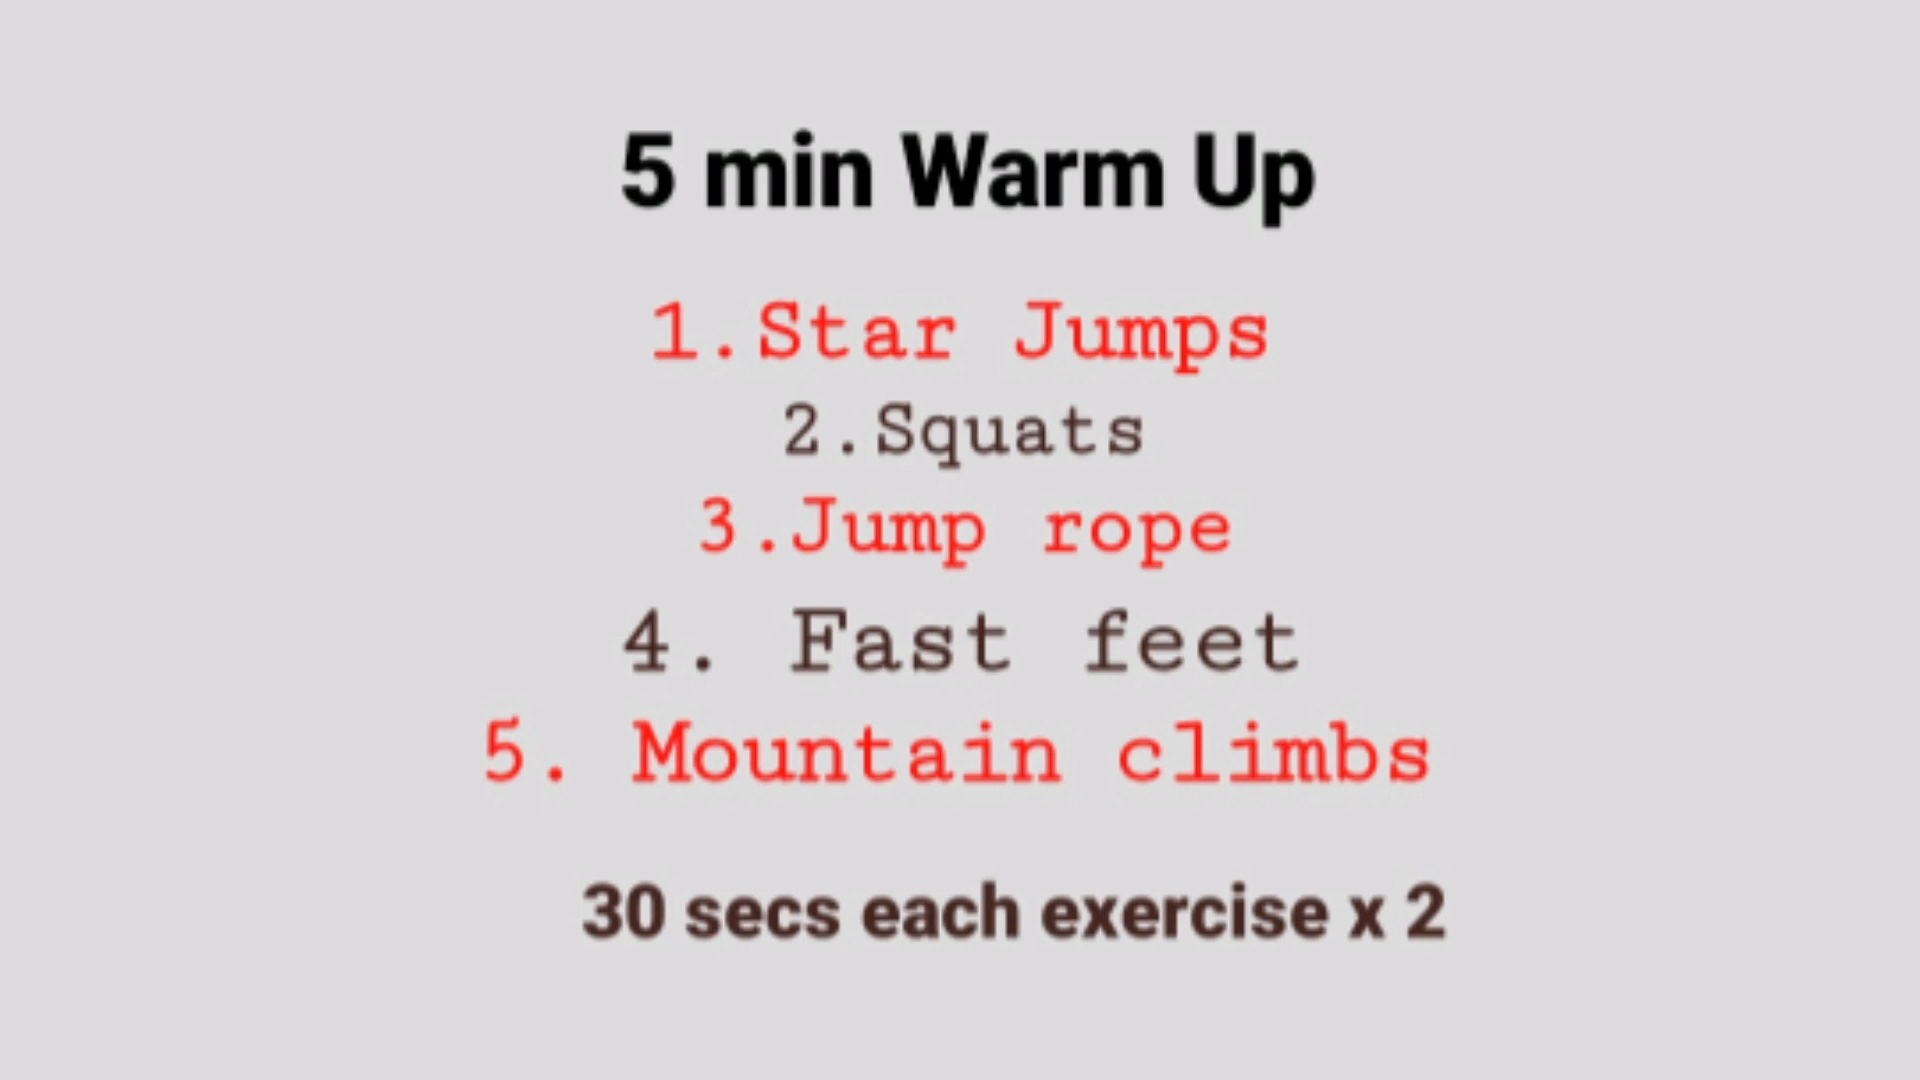 5 min Warm Up
1.Star Jumps
2.Squats
3.Jump rope
4. Fast feet
5. Mountain climbs
30 secs each exercise x 2